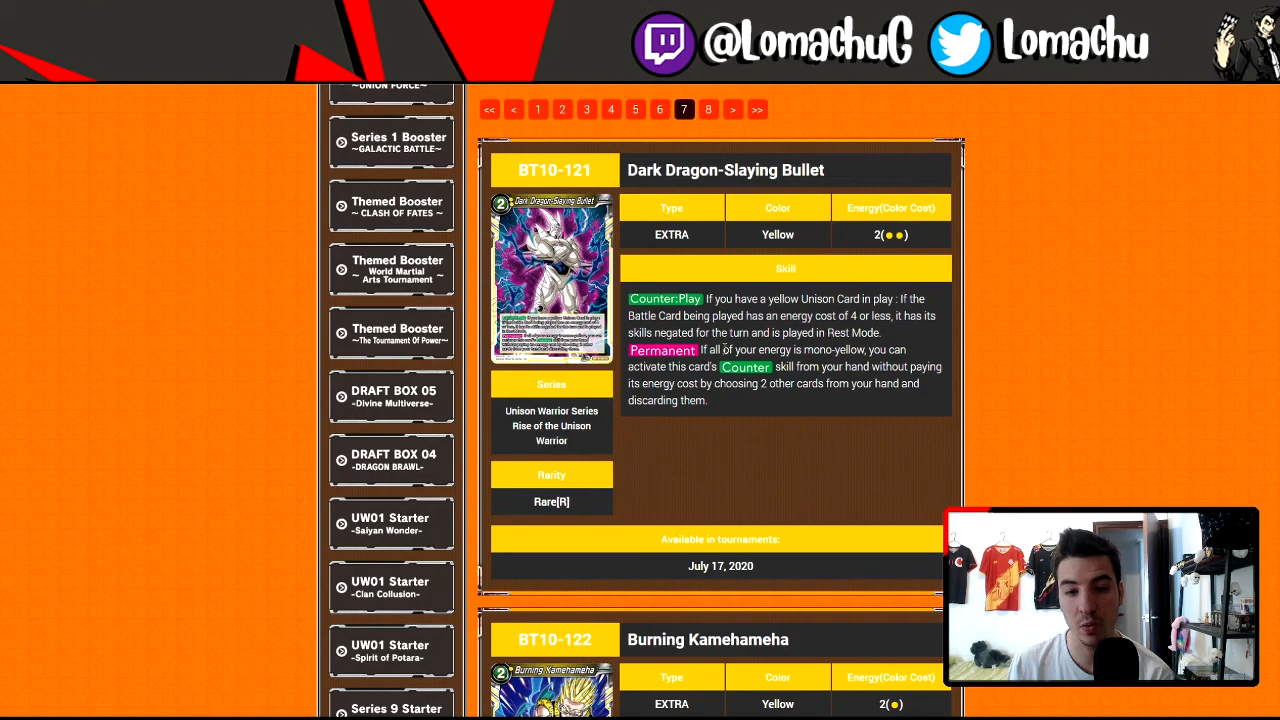 @LomachuG
Lomachu
~UNION FORCE~
Series 1 Booster
~GALACTIC BATTLE~
Themed Booster
~ CLASH OF FATES ~
Themed Booster
~ World Martial Arts Tournament ~
Themed Booster
~The Tournament Of Power~
DRAFT BOX 05
-Divine Multiverse-
DRAFT BOX 04
-DRAGON BRAWL-
UW01 Starter
-Saiyan Wonder-
UW01 Starter
-Clan Collusion-
UW01 Starter
-Spirit of Potara-
Series 9 Starter
<< < 1 2 3 4 5 6 7 8 > >>
BT10-121 Dark Dragon-Slaying Bullet
2 Dark Dragon-Slaying Bullet
Type Color Energy(Color Cost)
EXTRA Yellow 2(●●)
Skill
Counter:Play If you have a yellow Unison Card in play : If the
Battle Card being played has an energy cost of 4 or less, it has its
skills negated for the turn and is played in Rest Mode.
Permanent If all of your energy is mono-yellow, you can
activate this card's Counter skill from your hand without paying
its energy cost by choosing 2 other cards from your hand and
discarding them.
Series
Unison Warrior Series
Rise of the Unison
Warrior
Rarity
Rare[R]
Available in tournaments:
July 17, 2020
BT10-122 Burning Kamehameha
2 Burning Kamehameha
Type Color Energy(Color Cost)
EXTRA Yellow 2(●)